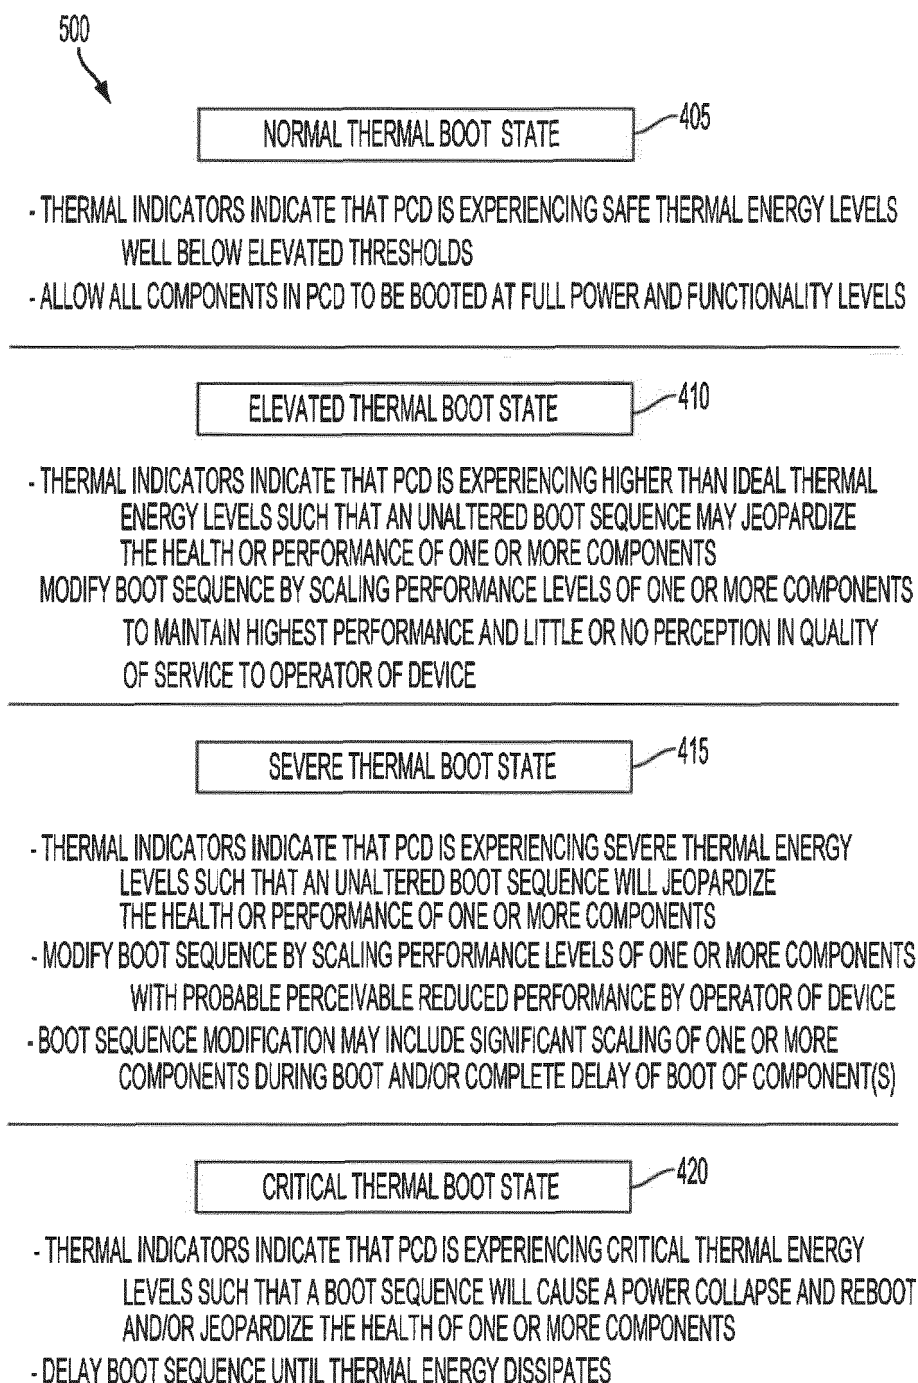 500
NORMAL THERMAL BOOT STATE
405
- THERMAL INDICATORS INDICATE THAT PCD IS EXPERIENCING SAFE THERMAL ENERGY LEVELS
WELL BELOW ELEVATED THRESHOLDS
- ALLOW ALL COMPONENTS IN PCD TO BE BOOTED AT FULL POWER AND FUNCTIONALITY LEVELS
ELEVATED THERMAL BOOT STATE
410
- THERMAL INDICATORS INDICATE THAT PCD IS EXPERIENCING HIGHER THAN IDEAL THERMAL
ENERGY LEVELS SUCH THAT AN UNALTERED BOOT SEQUENCE MAY JEOPARDIZE
THE HEALTH OR PERFORMANCE OF ONE OR MORE COMPONENTS
MODIFY BOOT SEQUENCE BY SCALING PERFORMANCE LEVELS OF ONE OR MORE COMPONENTS
TO MAINTAIN HIGHEST PERFORMANCE AND LITTLE OR NO PERCEPTION IN QUALITY
OF SERVICE TO OPERATOR OF DEVICE
SEVERE THERMAL BOOT STATE
415
- THERMAL INDICATORS INDICATE THAT PCD IS EXPERIENCING SEVERE THERMAL ENERGY
LEVELS SUCH THAT AN UNALTERED BOOT SEQUENCE WILL JEOPARDIZE
THE HEALTH OR PERFORMANCE OF ONE OR MORE COMPONENTS
- MODIFY BOOT SEQUENCE BY SCALING PERFORMANCE LEVELS OF ONE OR MORE COMPONENTS
WITH PROBABLE PERCEIVABLE REDUCED PERFORMANCE BY OPERATOR OF DEVICE
- BOOT SEQUENCE MODIFICATION MAY INCLUDE SIGNIFICANT SCALING OF ONE OR MORE
COMPONENTS DURING BOOT AND/OR COMPLETE DELAY OF BOOT OF COMPONENT(S)
CRITICAL THERMAL BOOT STATE
420
- THERMAL INDICATORS INDICATE THAT PCD IS EXPERIENCING CRITICAL THERMAL ENERGY
LEVELS SUCH THAT A BOOT SEQUENCE WILL CAUSE A POWER COLLAPSE AND REBOOT
AND/OR JEOPARDIZE THE HEALTH OF ONE OR MORE COMPONENTS
- DELAY BOOT SEQUENCE UNTIL THERMAL ENERGY DISSIPATES